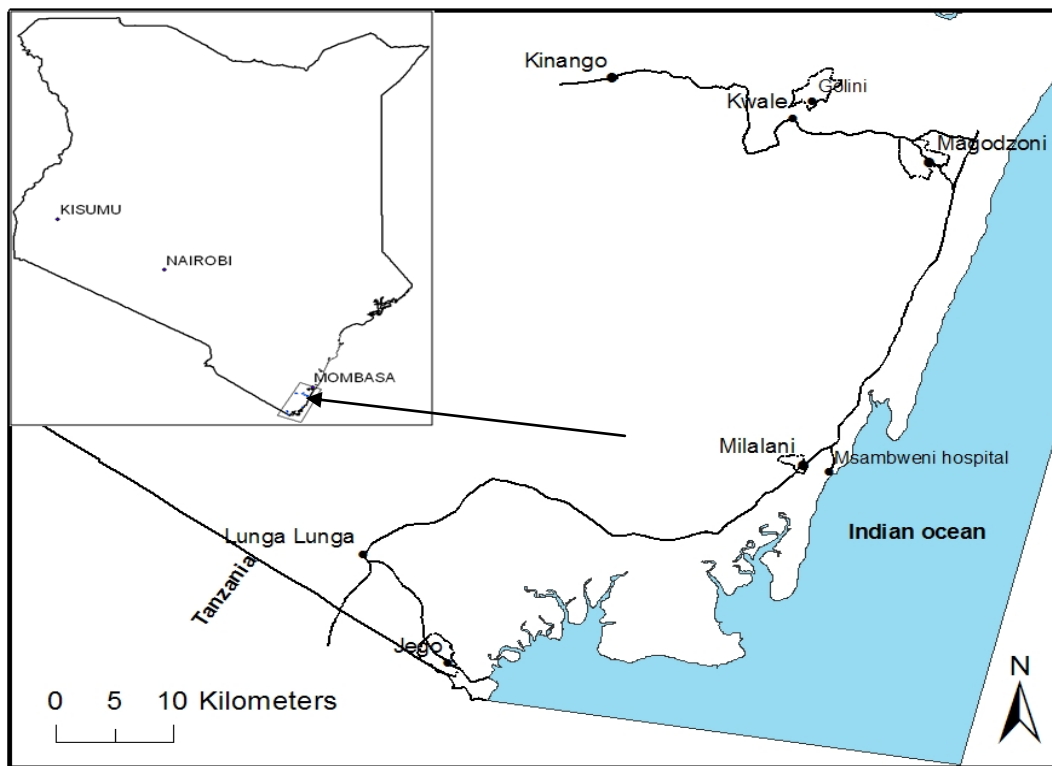 Kinango
Golini
Kwale
Magodzoni
KISUMU
NAIROBI
MOMBASA
Milalani
Msambweni hospital
Indian ocean
Lunga Lunga
Tanzania
Jego
N
0 5 10 Kilometers